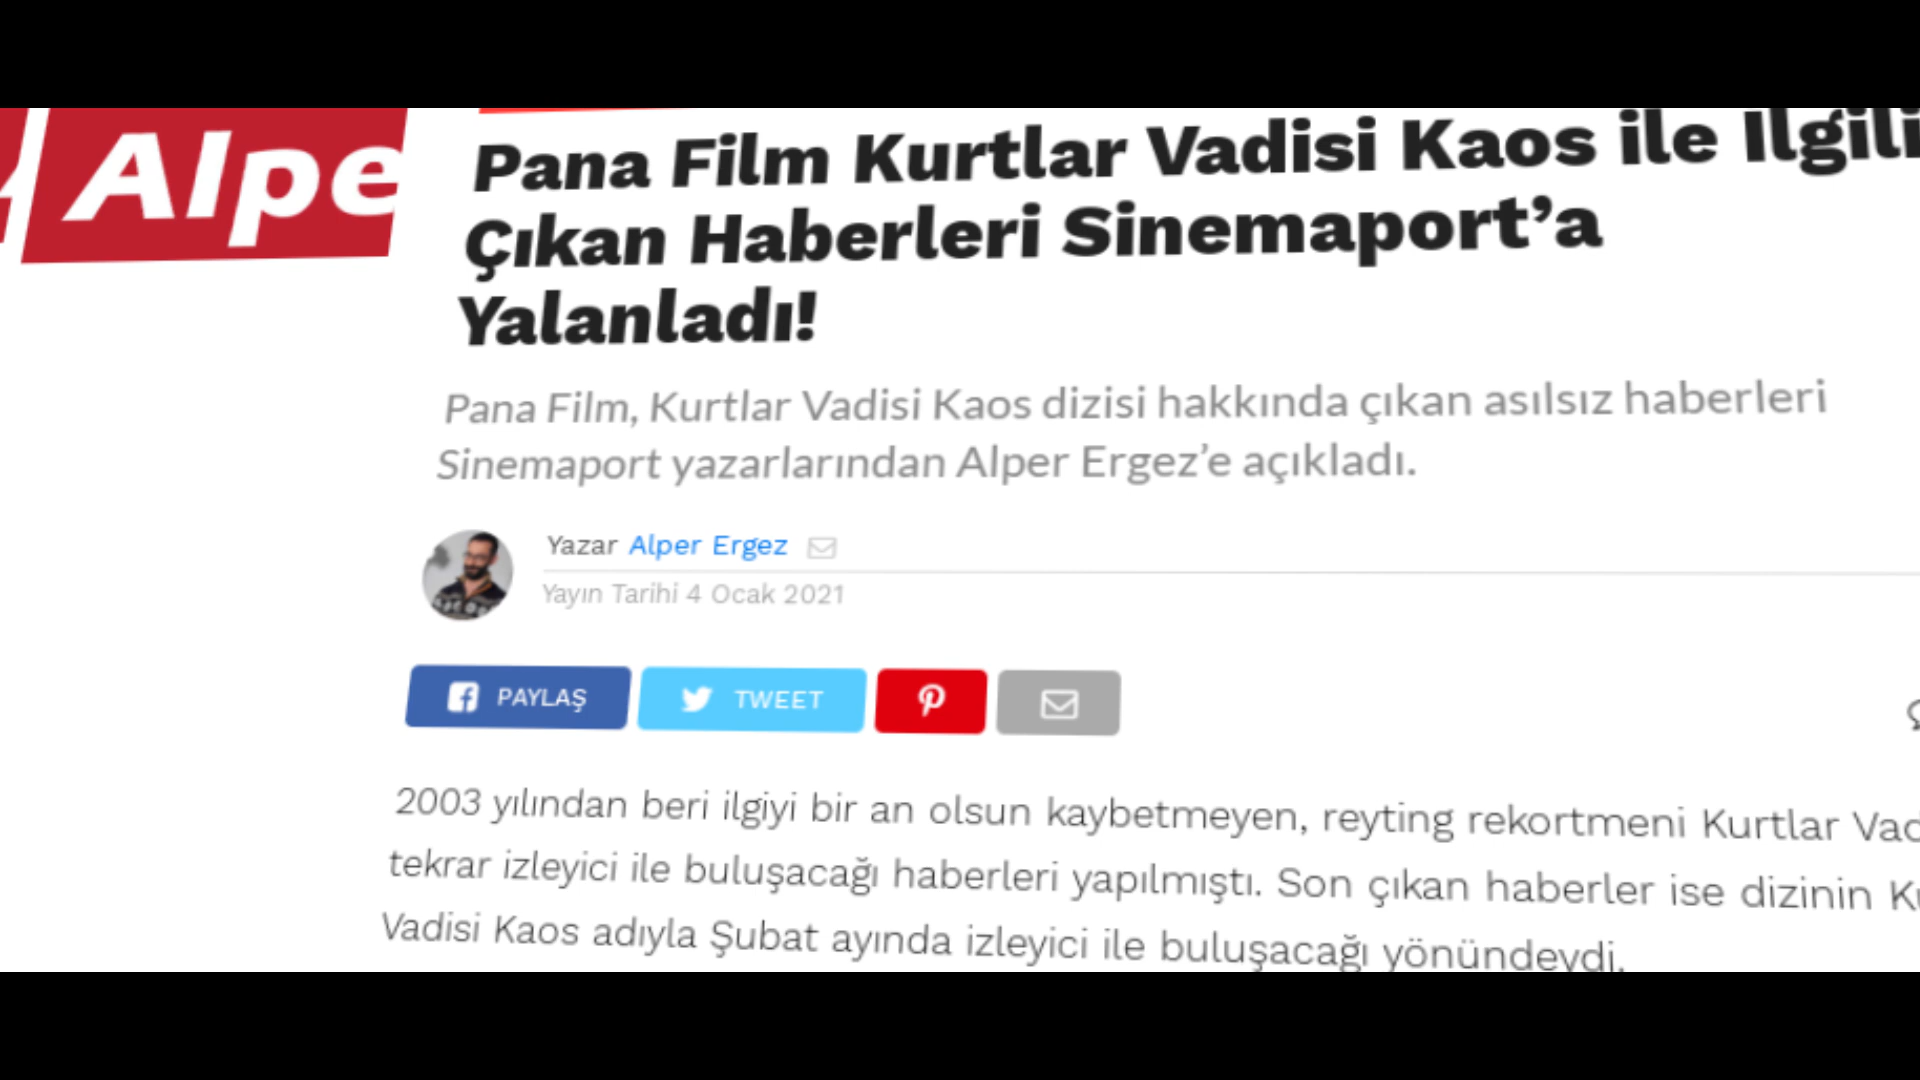 Alpe
Pana Film Kurtlar Vadisi Kaos ile Ilgili
Çıkan Haberleri Sinemaport’a
Yalanladı!
Pana Film, Kurtlar Vadisi Kaos dizisi hakkında çıkan asılsız haberleri
Sinemaport yazarlarından Alper Ergez’e açıkladı.
Yazar Alper Ergez
Yayın Tarihi 4 Ocak 2021
PAYLAŞ TWEET
2003 yılından beri ilgiyi bir an olsun kaybetmeyen, reyting rekortmeni Kurtlar Vad
tekrar izleyici ile buluşacağı haberleri yapılmıştı. Son çıkan haberler ise dizinin Ku
Vadisi Kaos adıyla Şubat ayında izleyici ile buluşacağı yönündeydi.